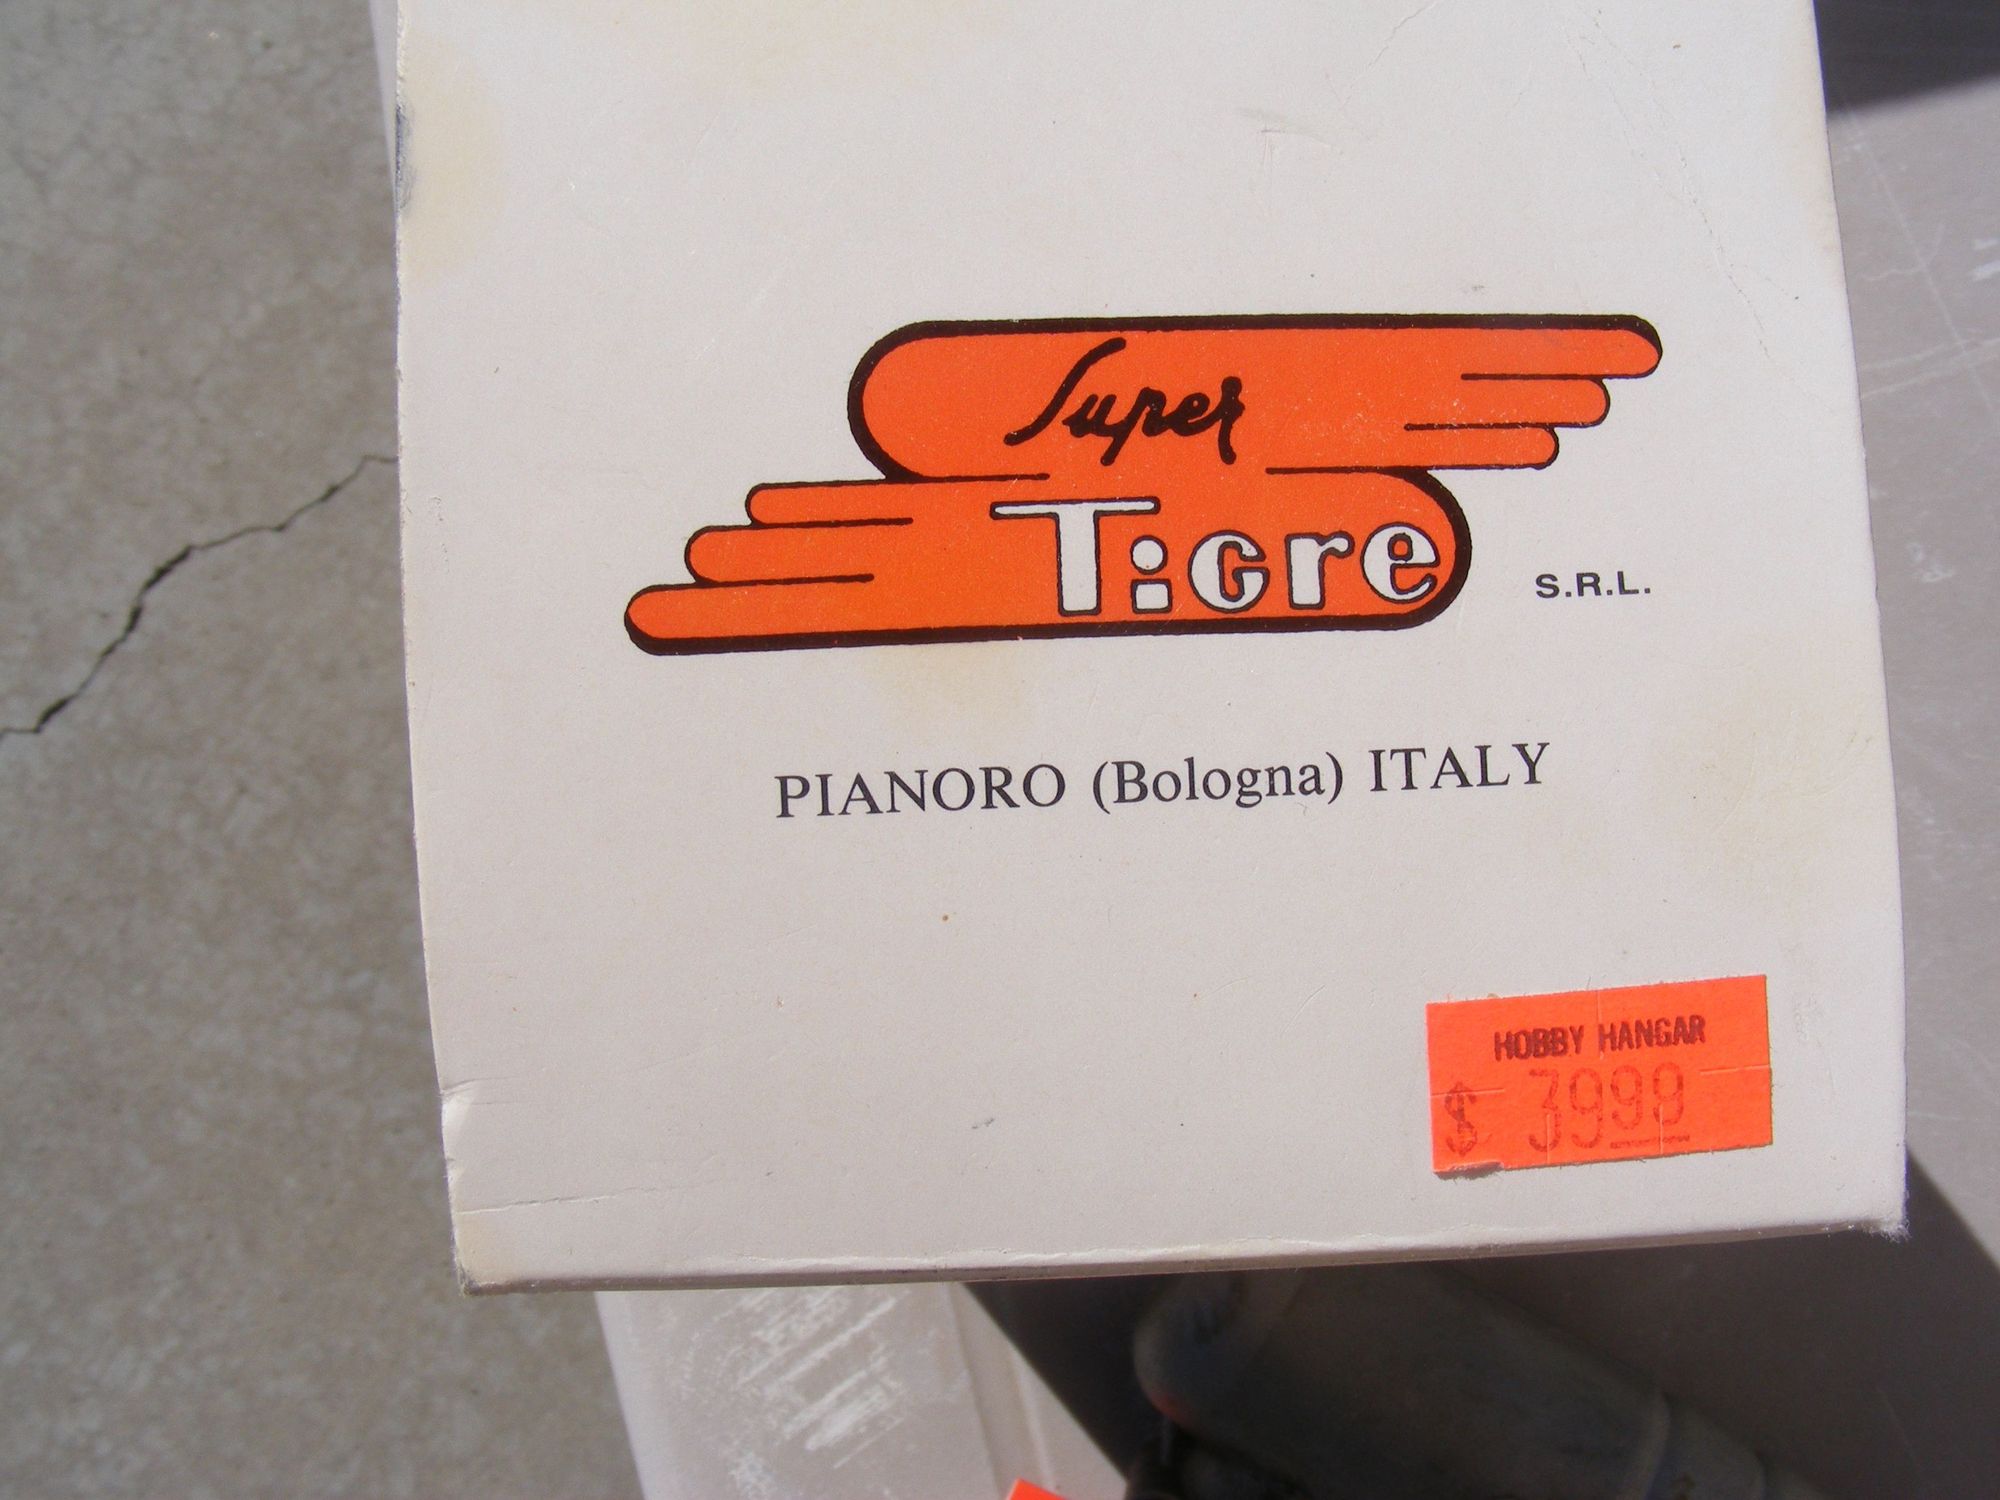 Super
Tigre
S.R.L.
PIANORO (Bologna) ITALY
HOBBY HANGAR
$ 3999